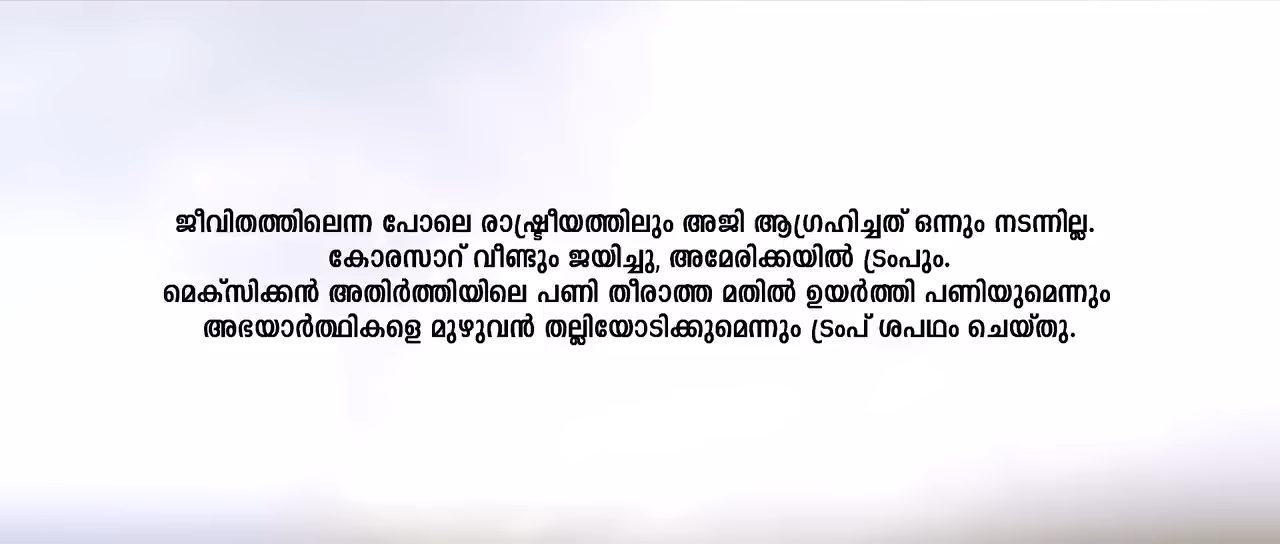 ജീവിതത്തിലെന്ന പോലെ രാഷ്ട്രീയത്തിലും അജി ആഗ്രഹിച്ചത് ഒന്നും നടന്നില്ല.
കോരസാറ് വീണ്ടും ജയിച്ചു, അമേരിക്കയിൽ ട്രംപും.
മെക്സിക്കൻ അതിർത്തിയിലെ പണി തീരാത്ത മതിൽ ഉയർത്തി പണിയുമെന്നും
അഭയാർത്ഥികളെ മുഴുവൻ തല്ലിയോടിക്കുമെന്നും ട്രംപ് ശപഥം ചെയ്തു.